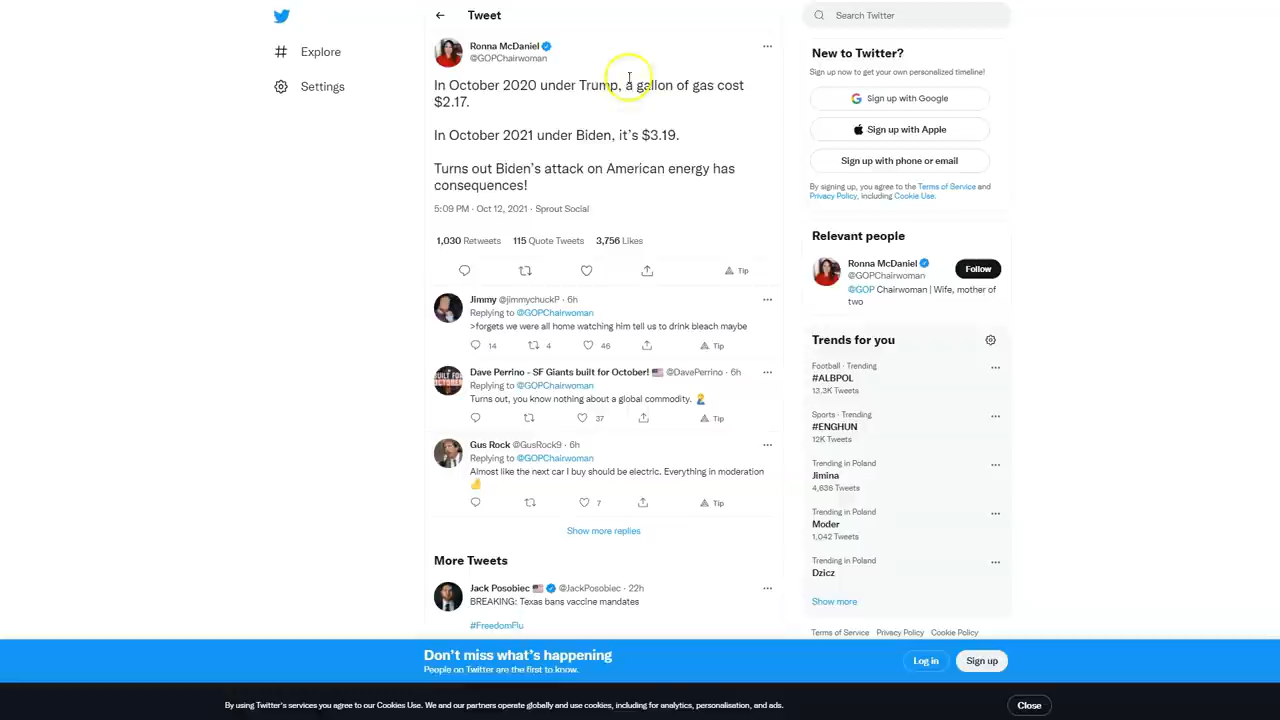 Tweet
Search Twitter
Explore
Settings
Ronna McDaniel
@GOPChairwoman
In October 2020 under Trump, a gallon of gas cost
$2.17.
In October 2021 under Biden, it's $3.19.
Turns out Biden's attack on American energy has
consequences!
5:09 PM · Oct 12, 2021 · Sprout Social
1,030 Retweets 115 Quote Tweets 3,756 Likes
Tip
Jimmy @jimmychuckP · 6h
Replying to @GOPChairwoman
>forgets we were all home watching him tell us to drink bleach maybe
14 4 46 Tip
Dave Perrino - SF Giants built for October! 🇺🇸 @DavePerrino · 6h
Replying to @GOPChairwoman
Turns out, you know nothing about a global commodity. 🤦
37 Tip
Gus Rock @GusRock9 · 6h
Replying to @GOPChairwoman
Almost like the next car I buy should be electric. Everything in moderation
7 Tip
Show more replies
More Tweets
Jack Posobiec 🇺🇸 @JackPosobiec · 22h
BREAKING: Texas bans vaccine mandates
#FreedomFlu
New to Twitter?
Sign up now to get your own personalized timeline!
Sign up with Google
Sign up with Apple
Sign up with phone or email
By signing up, you agree to the Terms of Service and
Privacy Policy, including Cookie Use.
Relevant people
Ronna McDaniel
@GOPChairwoman
Follow
@GOP Chairwoman | Wife, mother of
two
Trends for you
Football · Trending
#ALBPOL
13.3K Tweets
Sports · Trending
#ENGHUN
12K Tweets
Trending in Poland
Jimina
4,636 Tweets
Trending in Poland
Moder
1,042 Tweets
Trending in Poland
Dzicz
Show more
Terms of Service Privacy Policy Cookie Policy
Don't miss what's happening
People on Twitter are the first to know.
Log in
Sign up
By using Twitter's services you agree to our Cookies Use. We and our partners operate globally and use cookies, including for analytics, personalisation, and ads.
Close